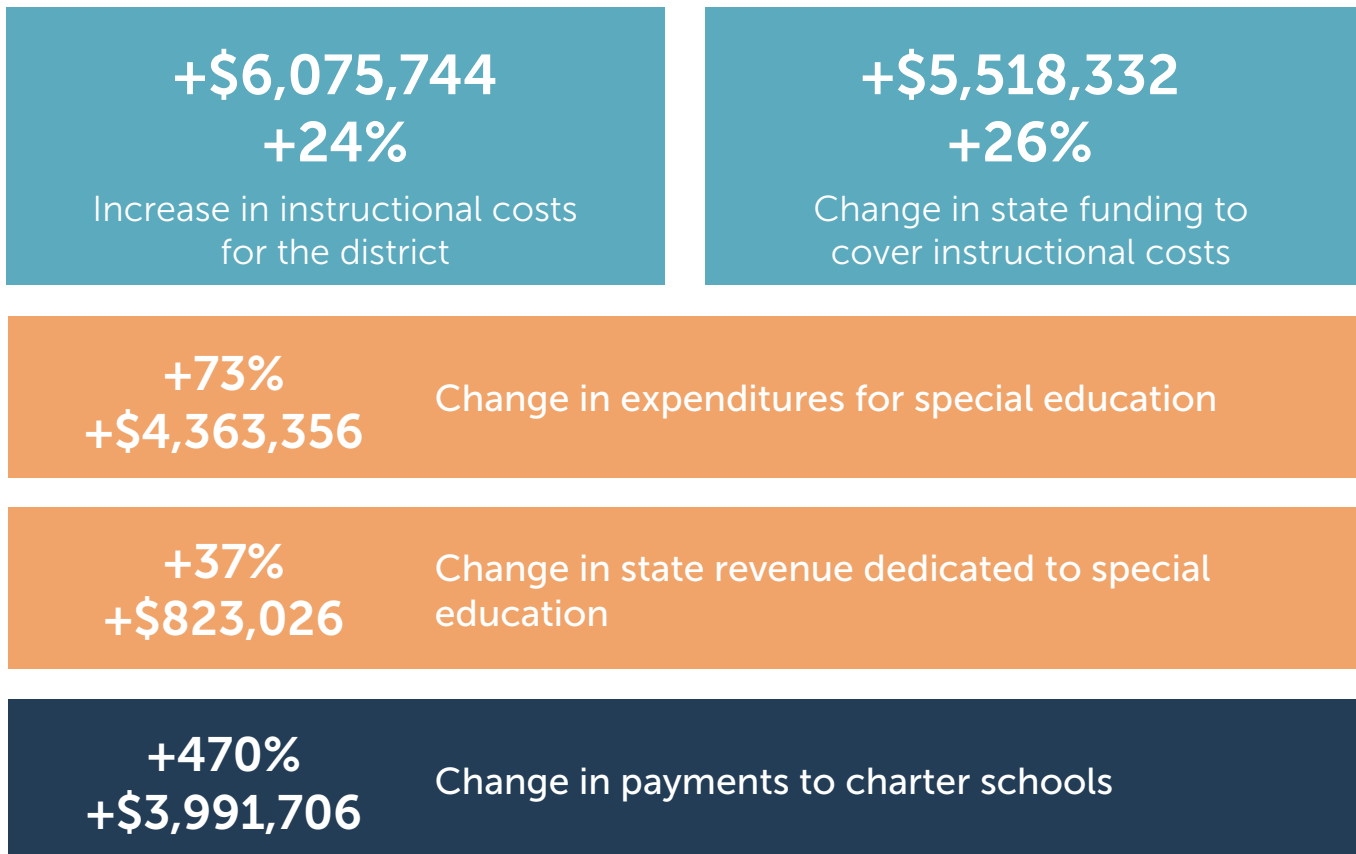 +$6,075,744
+24%
Increase in instructional costs
for the district
+$5,518,332
+26%
Change in state funding to
cover instructional costs
+73%
+$4,363,356
Change in expenditures for special education
+37%
+$823,026
Change in state revenue dedicated to special
education
+470%
+$3,991,706
Change in payments to charter schools